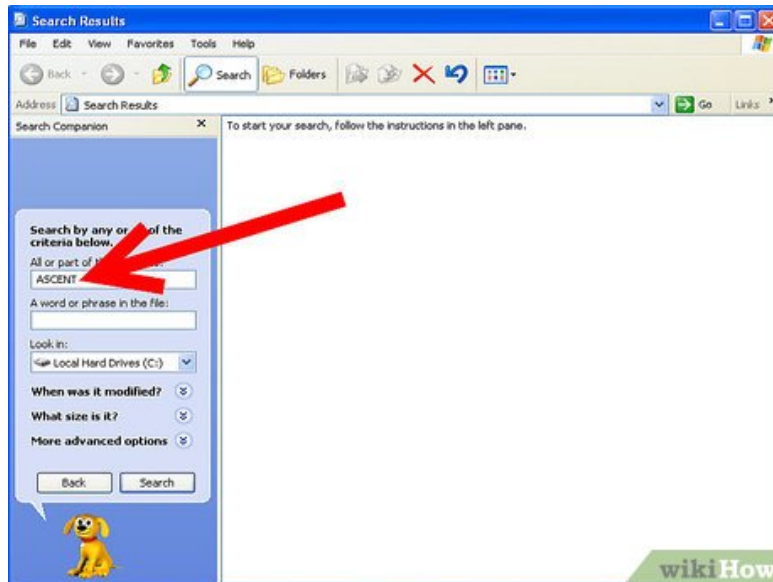 Search Results
File Edit View Favorites Tools Help
Back Search Folders
Address Search Results Go Links
Search Companion
To start your search, follow the instructions in the left pane.
Search by any or of the
criteria below.
All or part of
ASCENT
A word or phrase in the file:
Look in:
Local Hard Drives (C:)
When was it modified?
What size is it?
More advanced options
Back Search
wikiHow